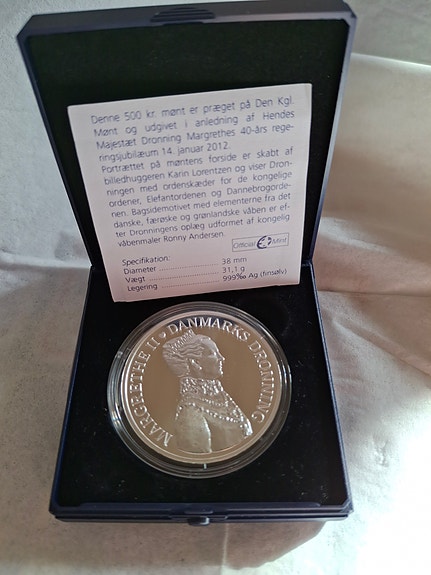 Denne 500 kr. mønt er præget på Den Kgl.
Mønt og udgivet i anledning af Hendes
Majestæt Dronning Margrethes 40-års rege-
ringsjubilæum 14. januar 2012.
Portrættet på møntens forside er skabt af
billedhuggeren Karin Lorentzen og viser Dron-
ningen med ordenskæder for de kongelige
ordener, Elefantordenen og Dannebrogorde-
nen. Bagsidemotivet med elementerne fra det
danske, færøske og grønlandske våben er ef-
ter Dronningens oplæg udformet af kongelig
våbenmaler Ronny Andersen.
Official Mint
Specifikation:
Diameter 38 mm
Vægt 31,1 g
Legering 999‰ Ag (finsølv)
MARGRETHE II ♥ DANMARKS DRONNING